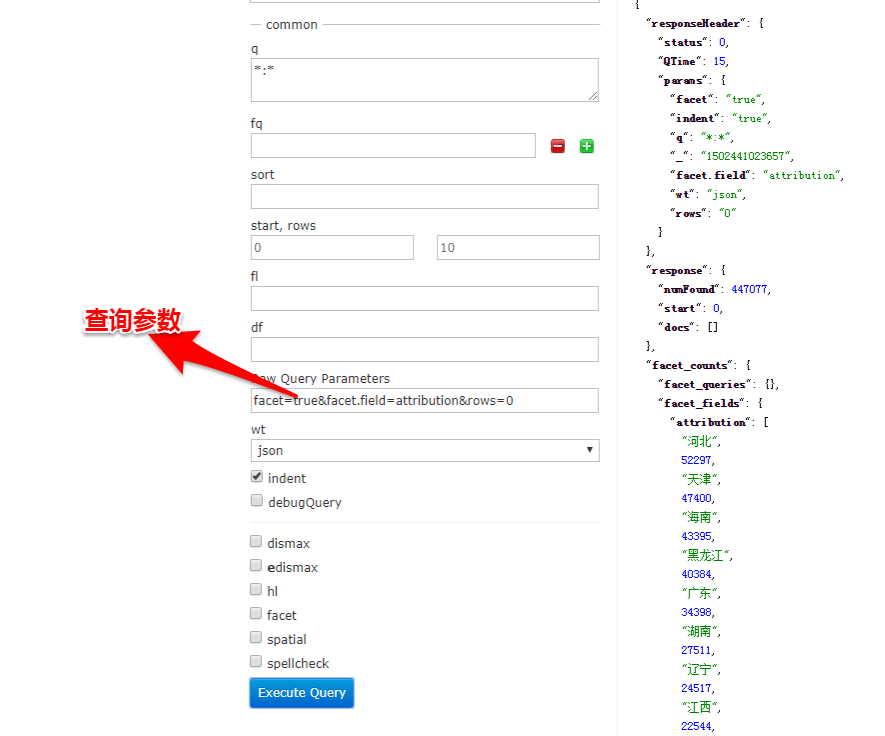 common
q
*:*
fq
sort
start, rows
0
10
fl
df
查询参数
Raw Query Parameters
facet=true&facet.field=attribution&rows=0
wt
json
indent
debugQuery
dismax
edismax
hl
facet
spatial
spellcheck
Execute Query
{
"responseHeader": {
"status": 0,
"QTime": 15,
"params": {
"facet": "true",
"indent": "true",
"q": "*:*",
"_": "1502441023657",
"facet.field": "attribution",
"wt": "json",
"rows": "0"
}
},
"response": {
"numFound": 447077,
"start": 0,
"docs": []
},
"facet_counts": {
"facet_queries": {},
"facet_fields": {
"attribution": [
"河北",
52297,
"天津",
47400,
"海南",
43395,
"黑龙江",
40384,
"广东",
34398,
"湖南",
27511,
"辽宁",
24517,
"江西",
22544,